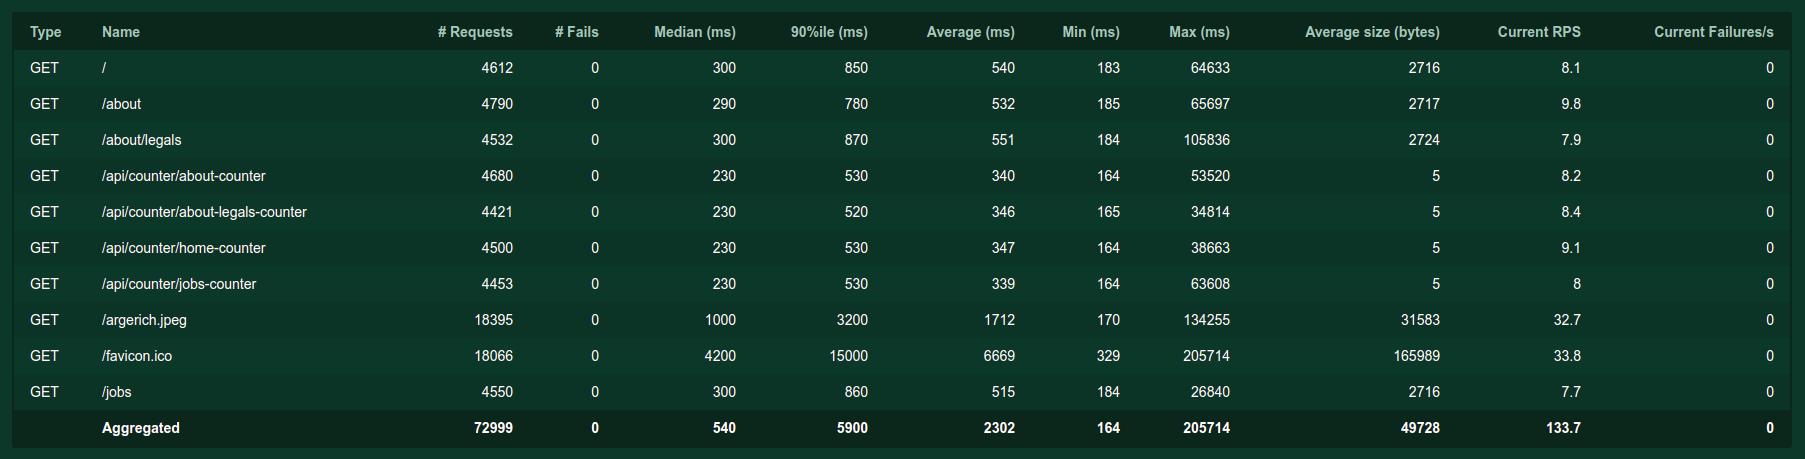 Type Name # Requests # Fails Median (ms) 90%ile (ms) Average (ms) Min (ms) Max (ms) Average size (bytes) Current RPS Current Failures/s
GET / 4612 0 300 850 540 183 64633 2716 8.1 0
GET /about 4790 0 290 780 532 185 65697 2717 9.8 0
GET /about/legals 4532 0 300 870 551 184 105836 2724 7.9 0
GET /api/counter/about-counter 4680 0 230 530 340 164 53520 5 8.2 0
GET /api/counter/about-legals-counter 4421 0 230 520 346 165 34814 5 8.4 0
GET /api/counter/home-counter 4500 0 230 530 347 164 38663 5 9.1 0
GET /api/counter/jobs-counter 4453 0 230 530 339 164 63608 5 8 0
GET /argerich.jpeg 18395 0 1000 3200 1712 170 134255 31583 32.7 0
GET /favicon.ico 18066 0 4200 15000 6669 329 205714 165989 33.8 0
GET /jobs 4550 0 300 860 515 184 26840 2716 7.7 0
Aggregated 72999 0 540 5900 2302 164 205714 49728 133.7 0